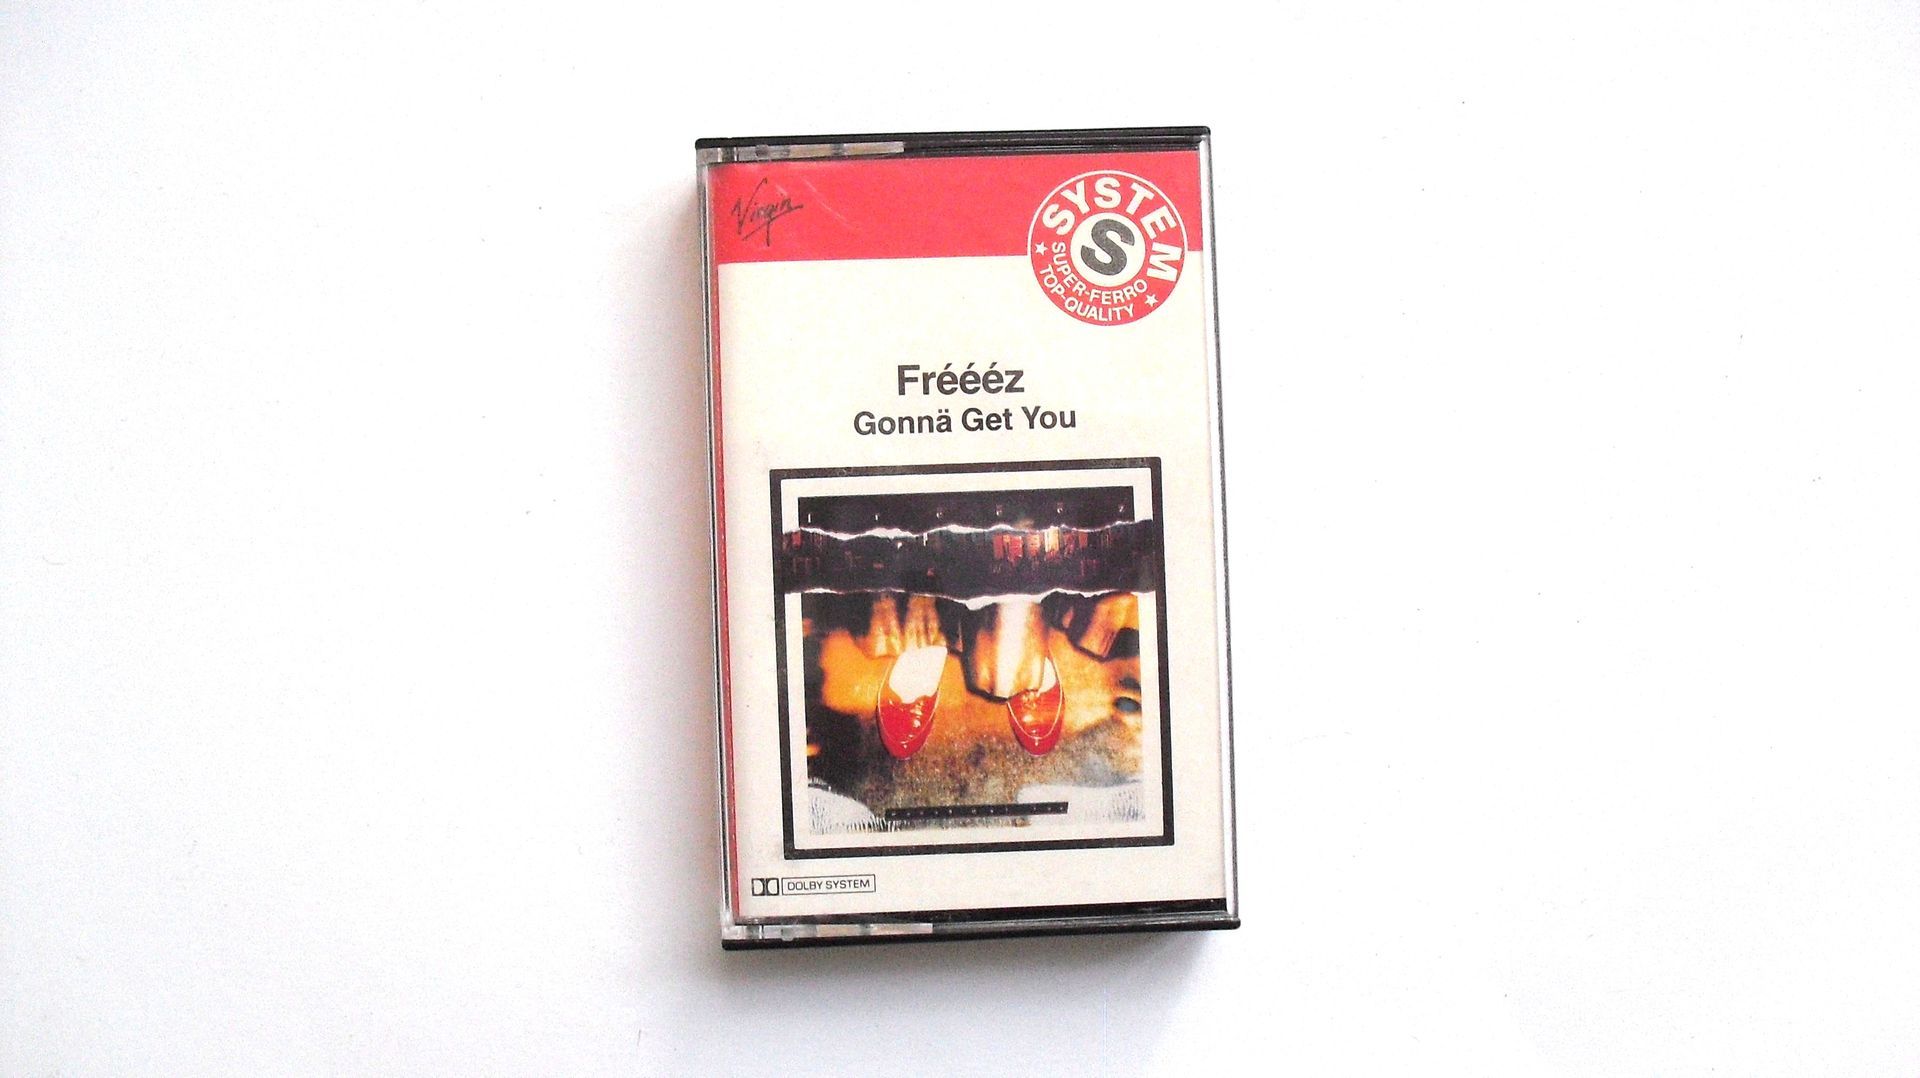 Virgin
SYSTEM
S
SUPER-FERRO
TOP-QUALITY
Fréééz
Gonnä Get You
f r e e e z
DOLBY SYSTEM